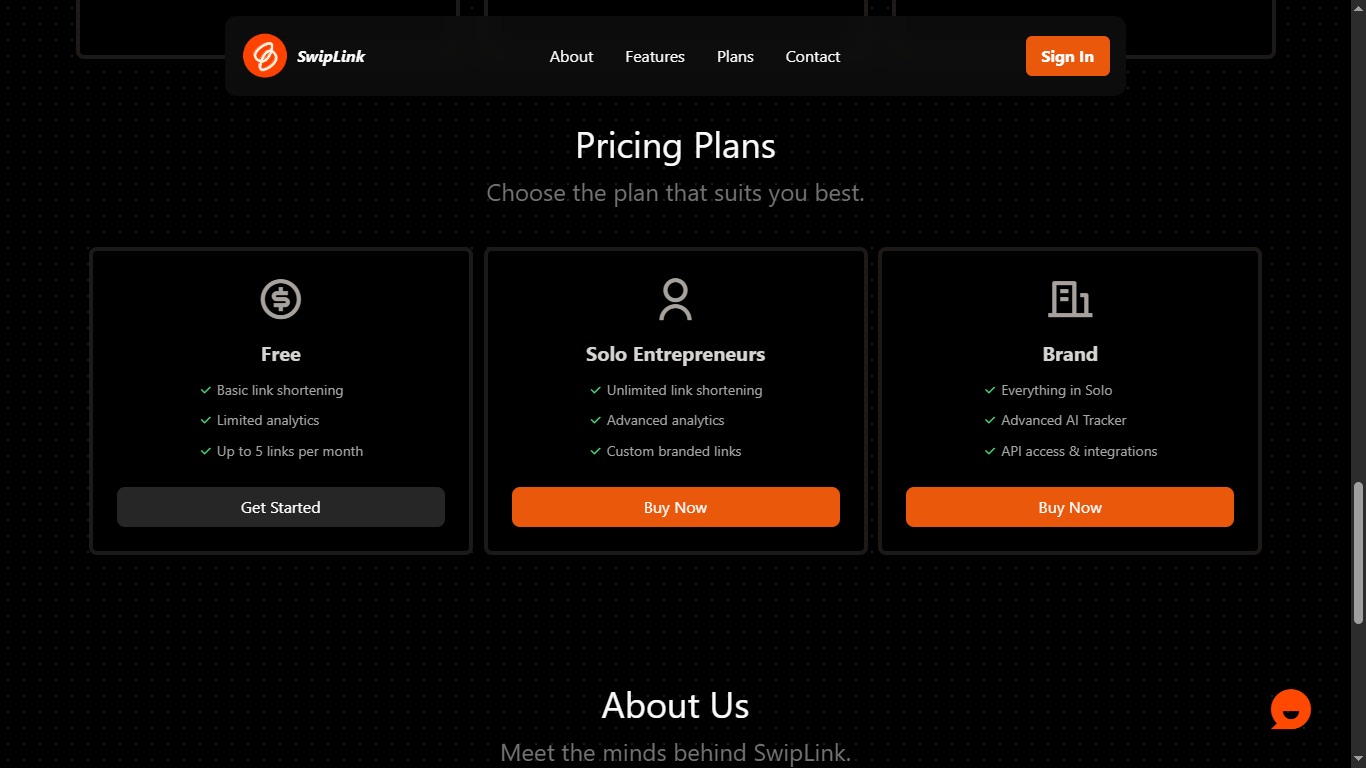 SwipLink
About
Features
Plans
Contact
Sign In
Pricing Plans
Choose the plan that suits you best.
Free
Basic link shortening
Limited analytics
Up to 5 links per month
Get Started
Solo Entrepreneurs
Unlimited link shortening
Advanced analytics
Custom branded links
Buy Now
Brand
Everything in Solo
Advanced AI Tracker
API access & integrations
Buy Now
About Us
Meet the minds behind SwipLink.